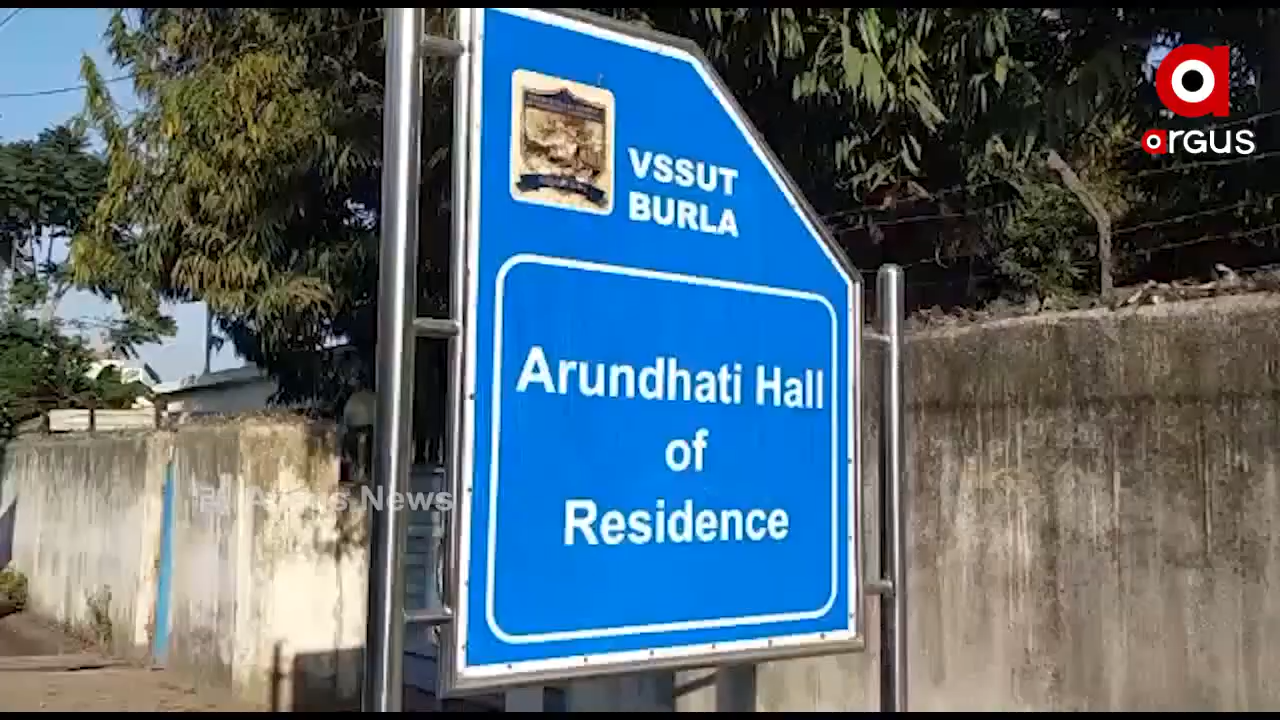 argus
VSSUT
BURLA
Arundhati Hall
of
Residence
Argus News